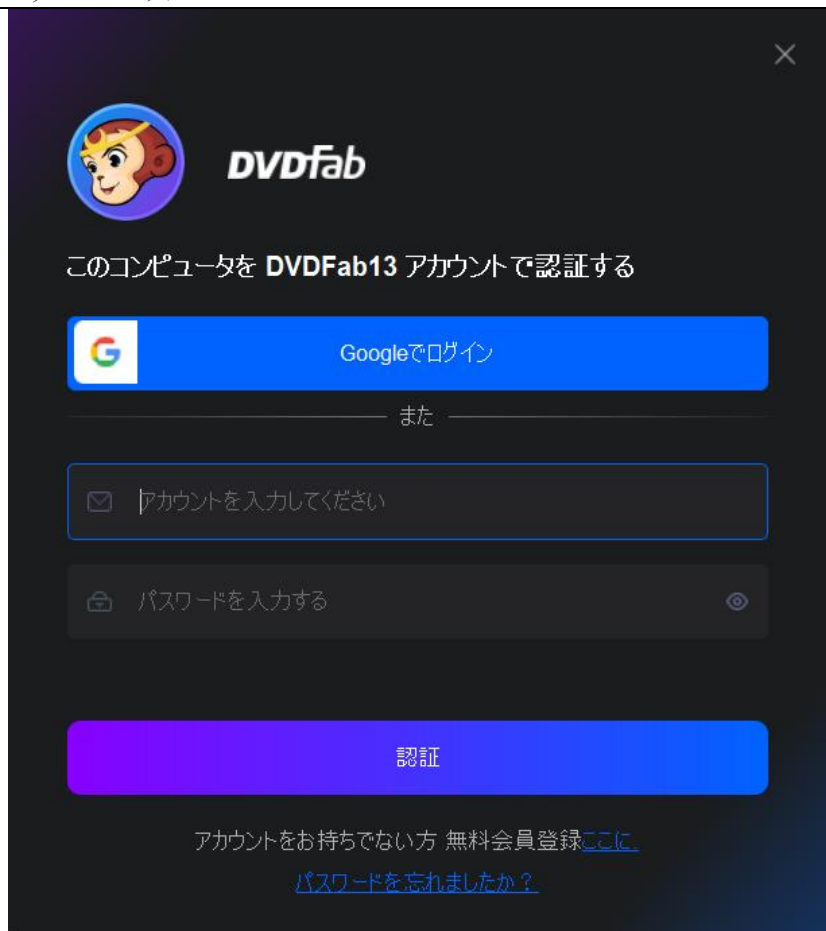 DVDfab
このコンピュータを DVDFab13 アカウントで認証する
Googleでログイン
また
アカウントを入力してください
パスワードを入力する
認証
アカウントをお持ちでない方 無料会員登録ここに.
パスワードを忘れましたか？